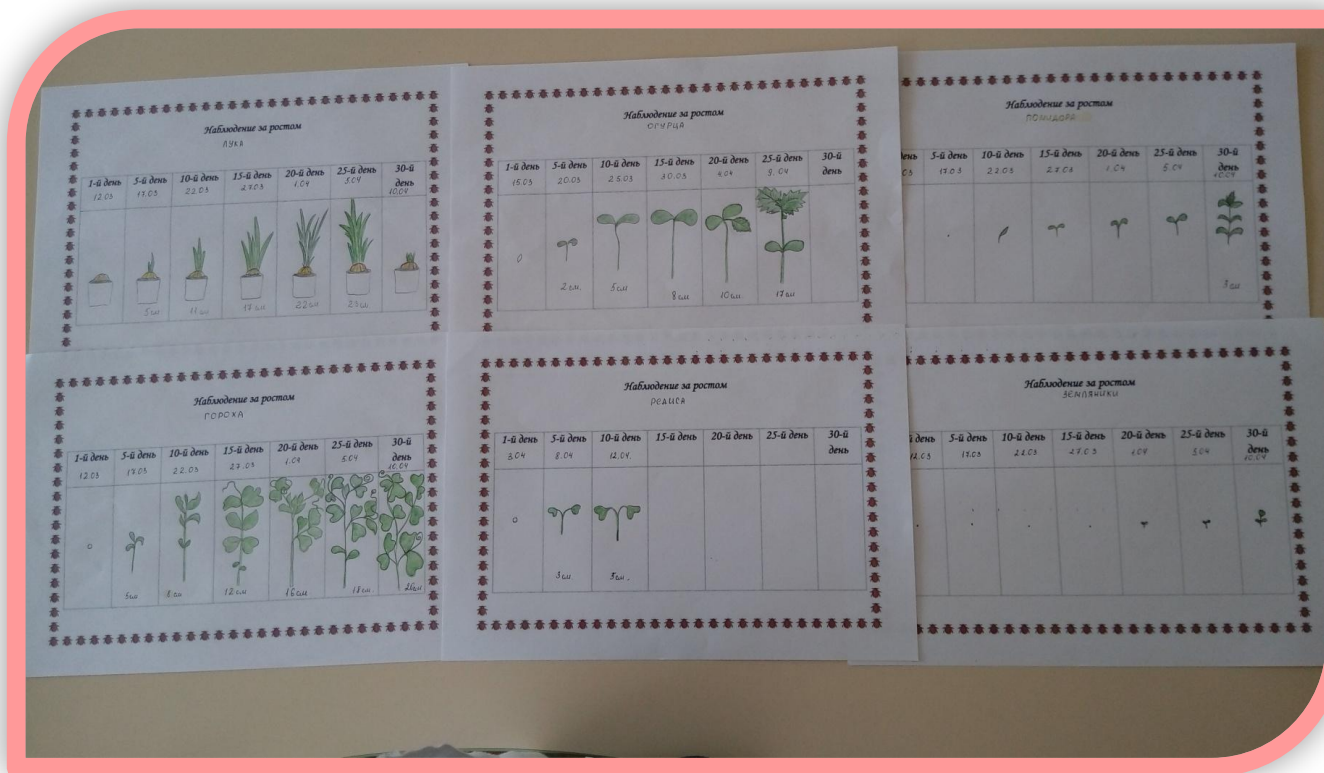 Наблюдение за ростом
ЛУКА
1-й день 5-й день 10-й день 15-й день 20-й день 25-й день 30-й день
12.03 17.03 22.03 27.03 1.04 5.04 10.04
5см 11см 17см 22см 25см
Наблюдение за ростом
ОГУРЦА
1-й день 5-й день 10-й день 15-й день 20-й день 25-й день 30-й день
15.03 20.03 25.03 30.03 5.04 9.04
2см. 5см 8см 10см. 17см
Наблюдение за ростом
ПОМИДОРА
5-й день 10-й день 15-й день 20-й день 25-й день 30-й день
17.03 22.03 27.03 1.04 5.04 10.04
3см
Наблюдение за ростом
ГОРОХА
1-й день 5-й день 10-й день 15-й день 20-й день 25-й день 30-й день
12.03 17.03 22.03 27.03 1.04 5.04 10.04
3см 8см 12см 16см 18см. 26см
Наблюдение за ростом
РЕДИСА
1-й день 5-й день 10-й день 15-й день 20-й день 25-й день 30-й день
3.04 8.04 12.04.
3см 5см.
Наблюдение за ростом
ЗЕМЛЯНИКИ
5-й день 10-й день 15-й день 20-й день 25-й день 30-й день
12.03 17.03 22.03 27.03 1.04 5.04 10.04